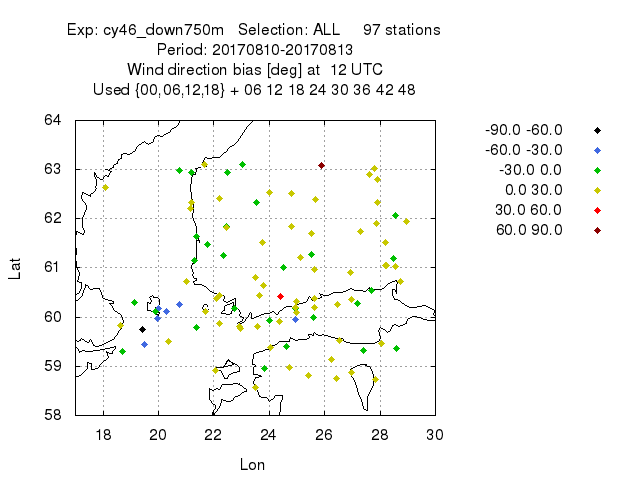 Exp: cy46_down750m   Selection: ALL     97 stations
Period: 20170810-20170813
Wind direction bias [deg] at  12 UTC
Used {00,06,12,18} + 06 12 18 24 30 36 42 48
64
63
62
61
60
59
58
Lat
18 20 22 24 26 28 30
Lon
-90.0 -60.0
-60.0 -30.0
-30.0 0.0
0.0 30.0
30.0 60.0
60.0 90.0